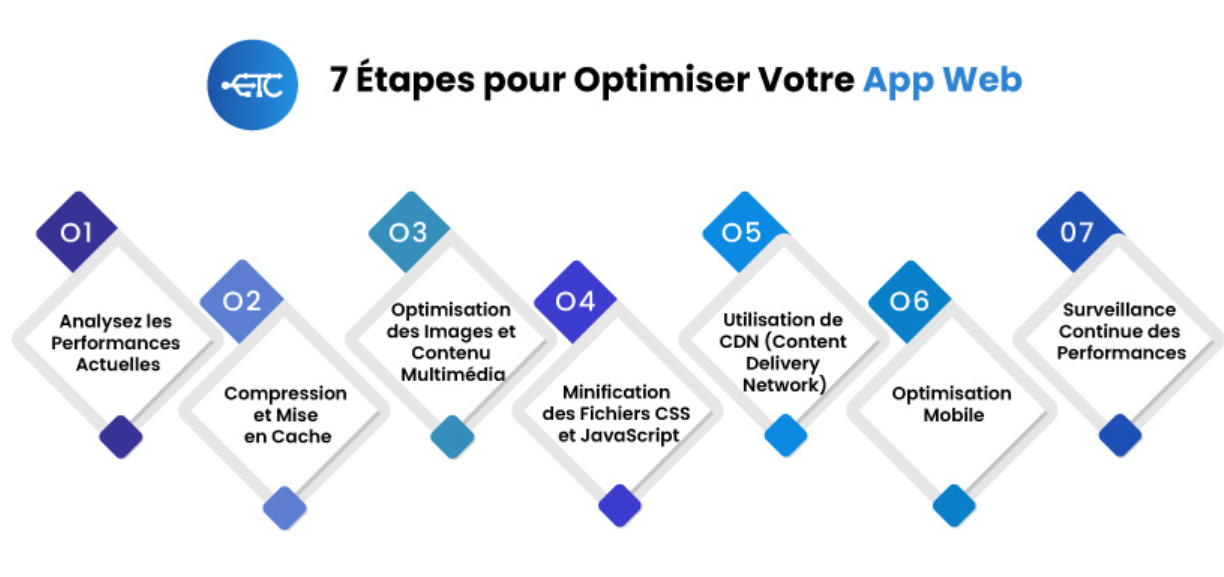 ETC
7 Étapes pour Optimiser Votre App Web
01
Analysez les
Performances
Actuelles
02
Compression
et Mise
en Cache
03
Optimisation
des Images et
Contenu
Multimédia
04
Minification
des Fichiers CSS
et JavaScript
05
Utilisation de
CDN (Content
Delivery
Network)
06
Optimisation
Mobile
07
Surveillance
Continue des
Performances